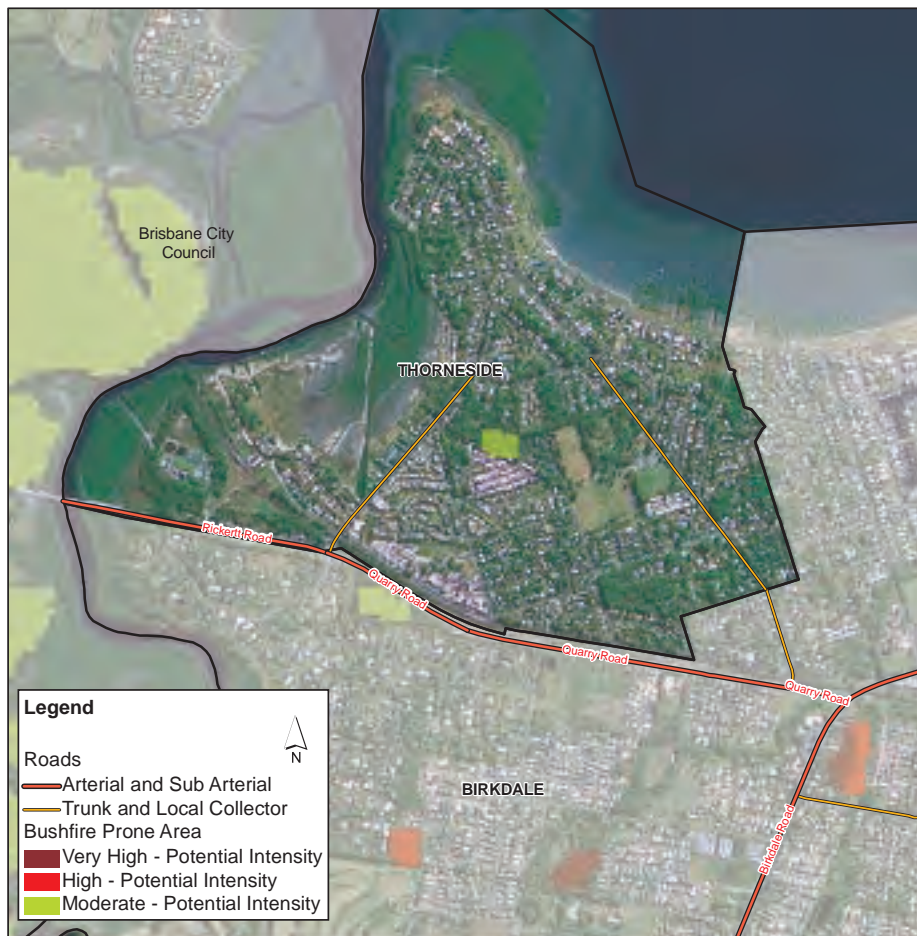 Brisbane City
Council
THORNESIDE
Rickertt Road
Quarry Road
Quarry Road
Quarry Road
BIRKDALE
Birkdale Road
Legend
N
Roads
Arterial and Sub Arterial
Trunk and Local Collector
Bushfire Prone Area
Very High - Potential Intensity
High - Potential Intensity
Moderate - Potential Intensity